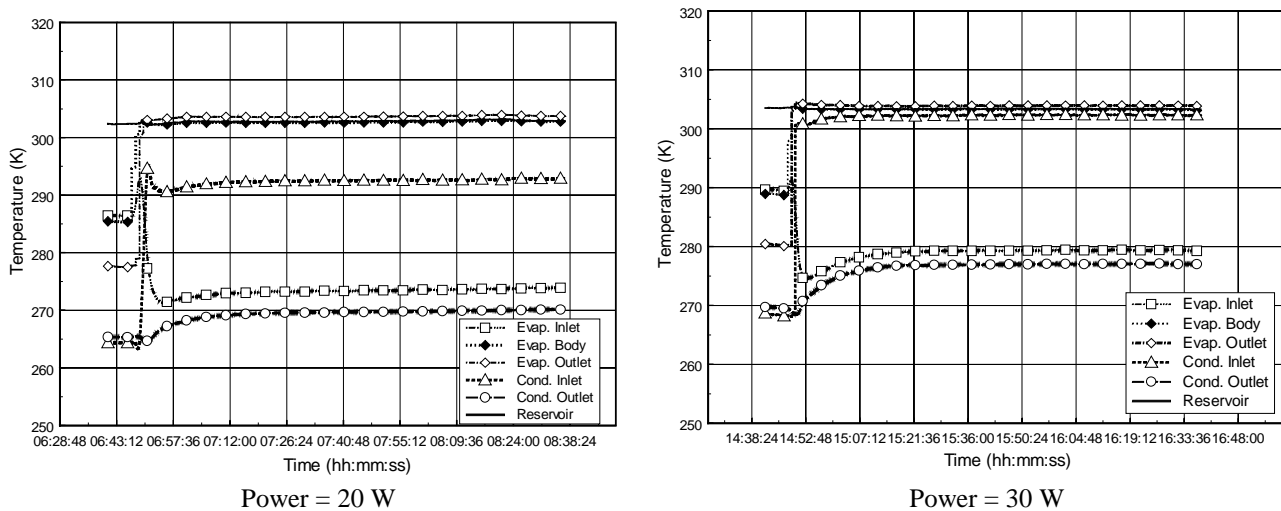 320
310
300
290
280
270
260
250
Temperature (K)
Evap. Inlet
Evap. Body
Evap. Outlet
Cond. Inlet
Cond. Outlet
Reservoir
06:28:48 06:43:12 06:57:36 07:12:00 07:26:24 07:40:48 07:55:12 08:09:36 08:24:00 08:38:24
Time (hh:mm:ss)
Power = 20 W
320
310
300
290
280
270
260
250
Temperature (K)
Evap. Inlet
Evap. Body
Evap. Outlet
Cond. Inlet
Cond. Outlet
Reservoir
14:38:24 14:52:48 15:07:12 15:21:36 15:36:00 15:50:24 16:04:48 16:19:12 16:33:36 16:48:00
Time (hh:mm:ss)
Power = 30 W